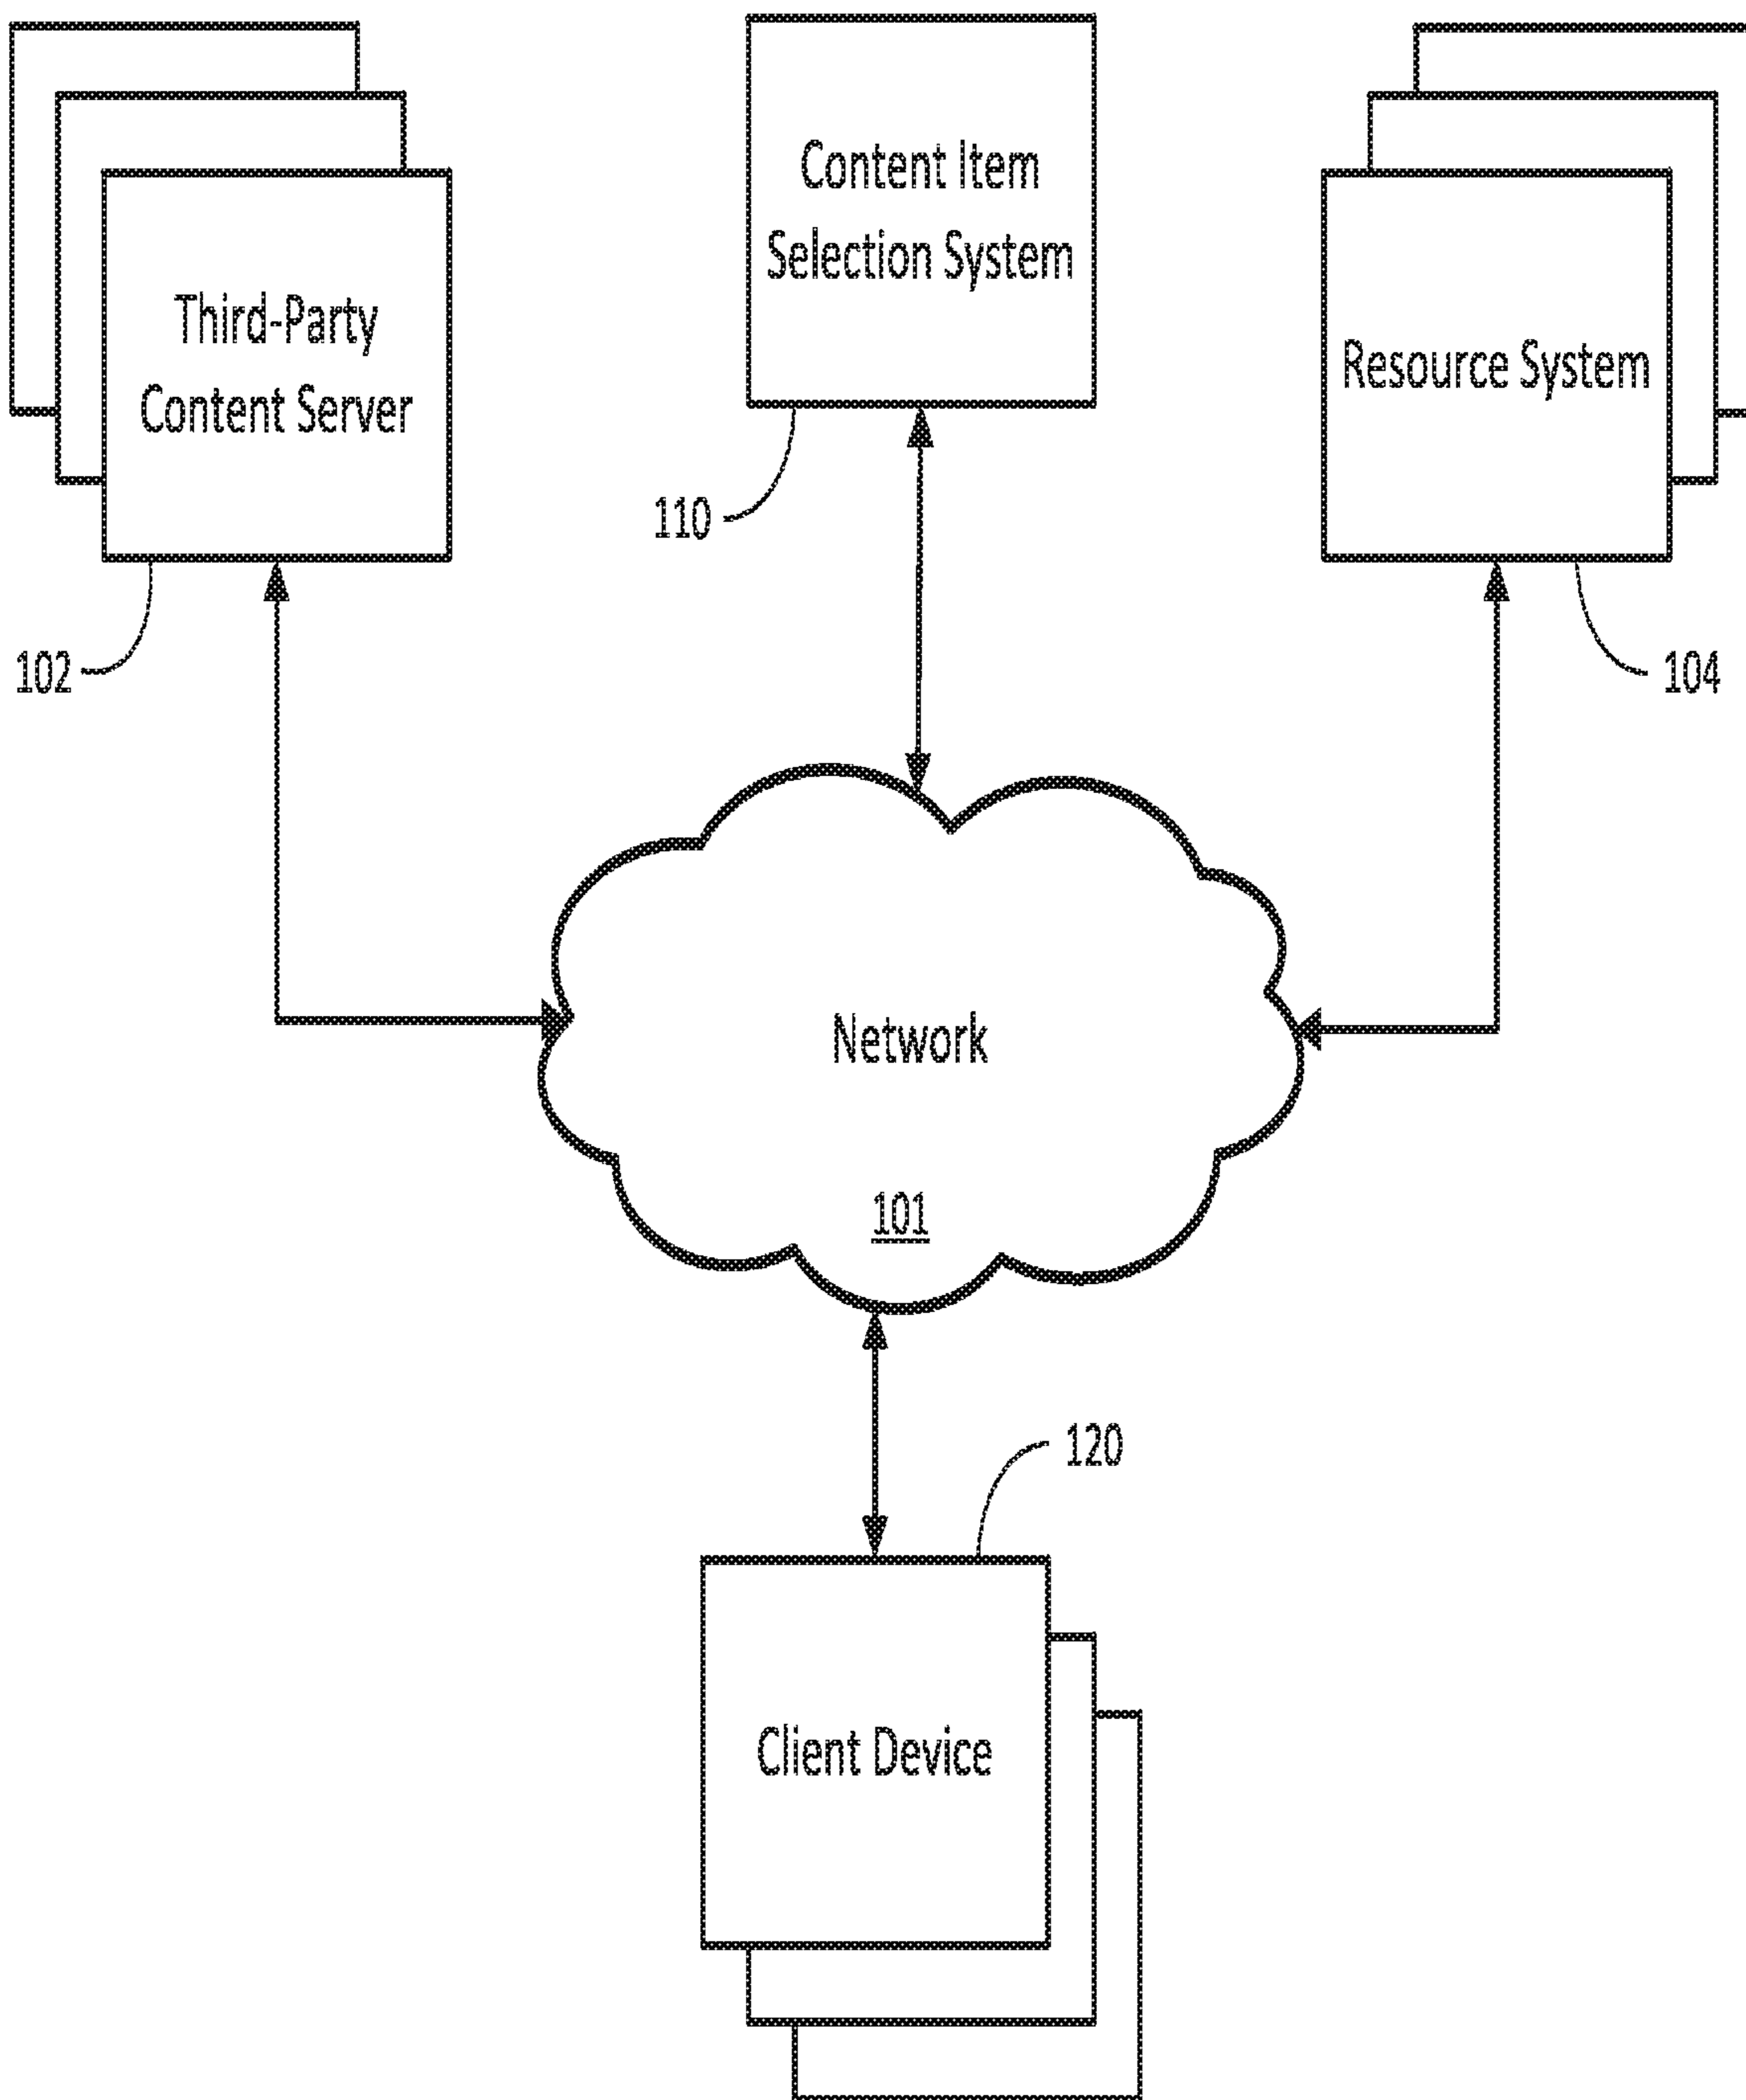 Content Item
Selection System
Third-Party
Content Server
Resource System
110
102
104
Network
101
120
Client Device